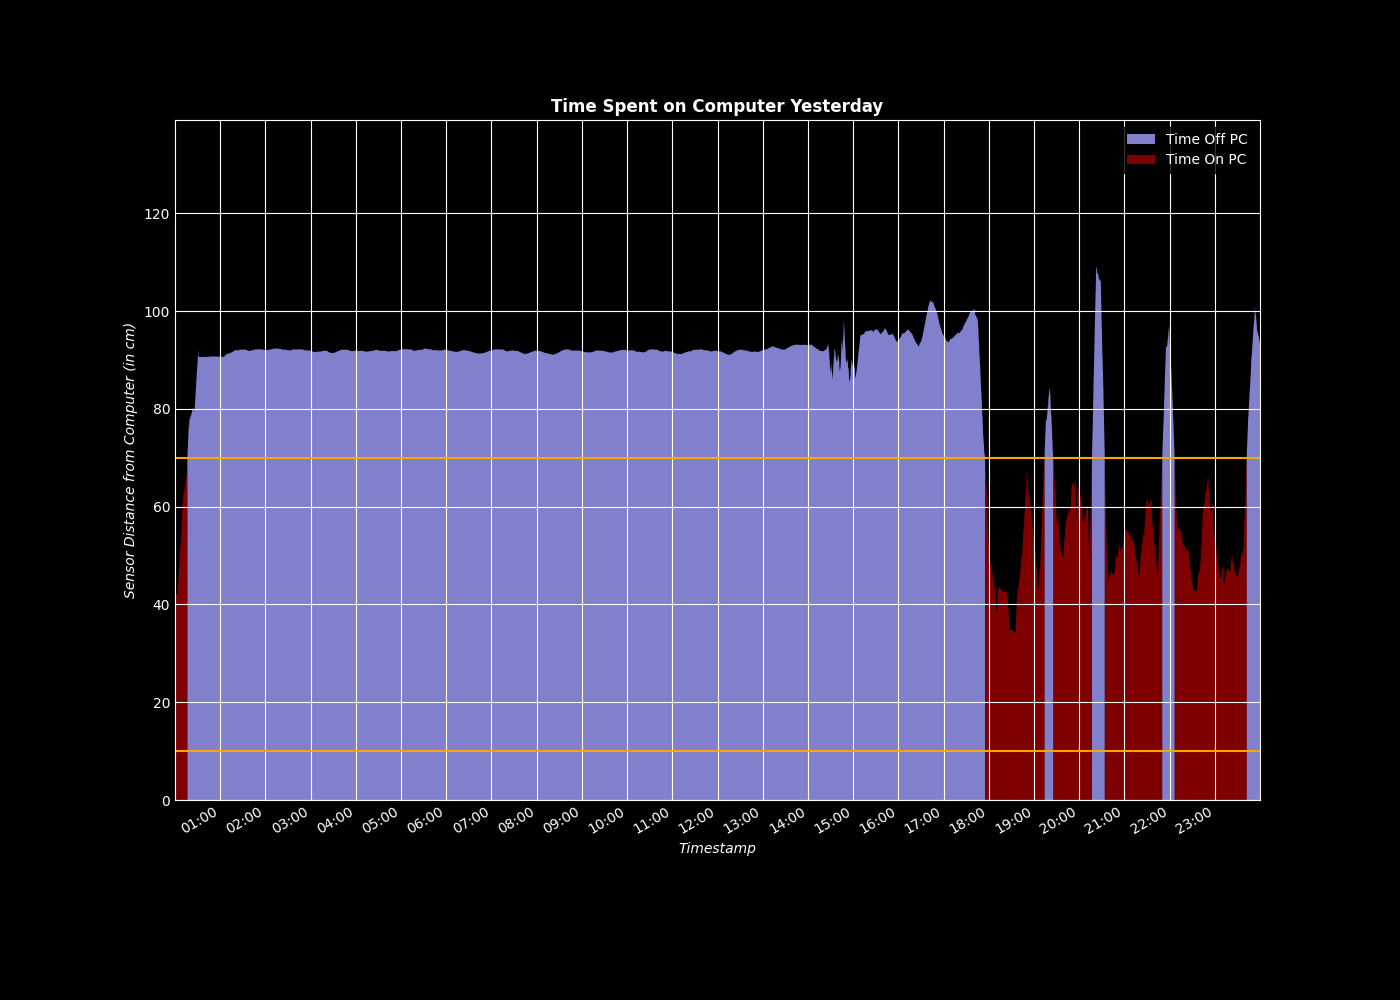 Time Spent on Computer Yesterday
Time Off PC
Time On PC
120
100
80
60
40
20
0
Sensor Distance from Computer (in cm)
01:00 02:00 03:00 04:00 05:00 06:00 07:00 08:00 09:00 10:00 11:00 12:00 13:00 14:00 15:00 16:00 17:00 18:00 19:00 20:00 21:00 22:00 23:00
Timestamp